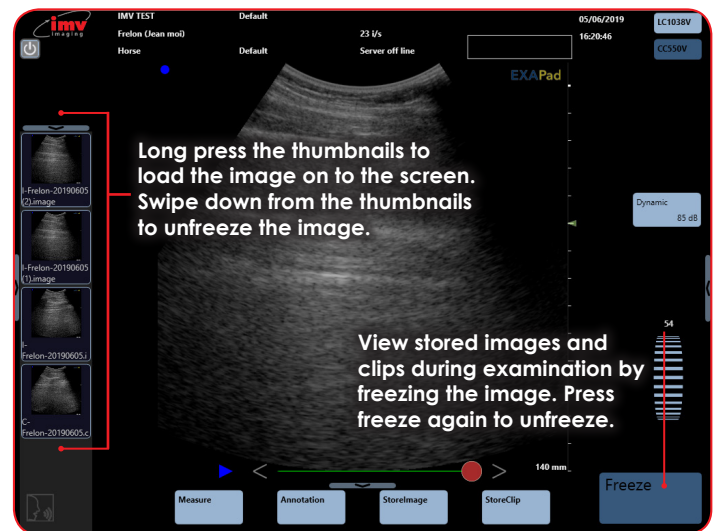 imv
imaging
IMV TEST
Default
05/06/2019
LC1038V
Frelon (Jean moi)
23 i/s
16:20:46
Horse
Default
Server off line
CC550V
EXAPad
Long press the thumbnails to
load the image on to the screen.
Swipe down from the thumbnails
to unfreeze the image.
I-Frelon-20190605
(2).image
Dynamic
85 dB
I-Frelon-20190605
(1).image
I-
Frelon-20190605.i
54
View stored images and
clips during examination by
freezing the image. Press
freeze again to unfreeze.
C-
Frelon-20190605.c
140 mm
Measure
Annotation
StoreImage
StoreClip
Freeze